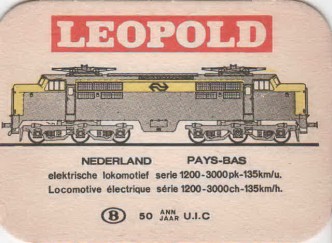 LEOPOLD
NEDERLAND PAYS-BAS
elektrische lokomotief serie 1200-3000pk-135km/u.
Locomotive électrique série 1200-3000ch-135km/h.
B 50 ANN JAAR U.I.C